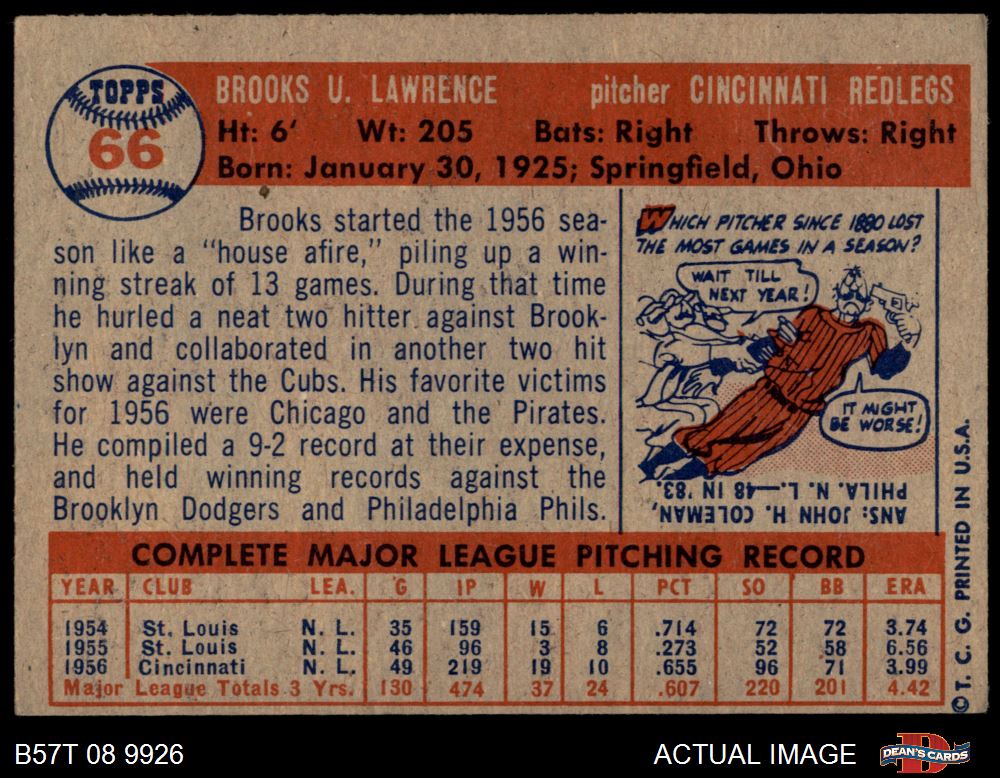 TOPPS
66
BROOKS U. LAWRENCE pitcher CINCINNATI REDLEGS
Ht: 6' Wt: 205 Bats: Right Throws: Right
Born: January 30, 1925; Springfield, Ohio
Brooks started the 1956 sea-
son like a "house afire," piling up a win-
ning streak of 13 games. During that time
he hurled a neat two hitter against Brook-
lyn and collaborated in another two hit
show against the Cubs. His favorite victims
for 1956 were Chicago and the Pirates.
He compiled a 9-2 record at their expense,
and held winning records against the
Brooklyn Dodgers and Philadelphia Phils.
WHICH PITCHER SINCE 1880 LOST
THE MOST GAMES IN A SEASON?
WAIT TILL
NEXT YEAR!
IT MIGHT
BE WORSE!
ANS: JOHN H. COLEMAN,
PHILA. N. L.—48 IN '83.
COMPLETE MAJOR LEAGUE PITCHING RECORD
YEAR CLUB LEA. G IP W L PCT SO BB ERA
1954 St. Louis N. L. 35 159 15 6 .714 72 72 3.74
1955 St. Louis N. L. 46 96 3 8 .273 52 58 6.56
1956 Cincinnati N. L. 49 219 19 10 .655 96 71 3.99
Major League Totals 3 Yrs. 130 474 37 24 .607 220 201 4.42
© T. C. G. PRINTED IN U.S.A.
B57T 08 9926 ACTUAL IMAGE
DEAN'S CARDS